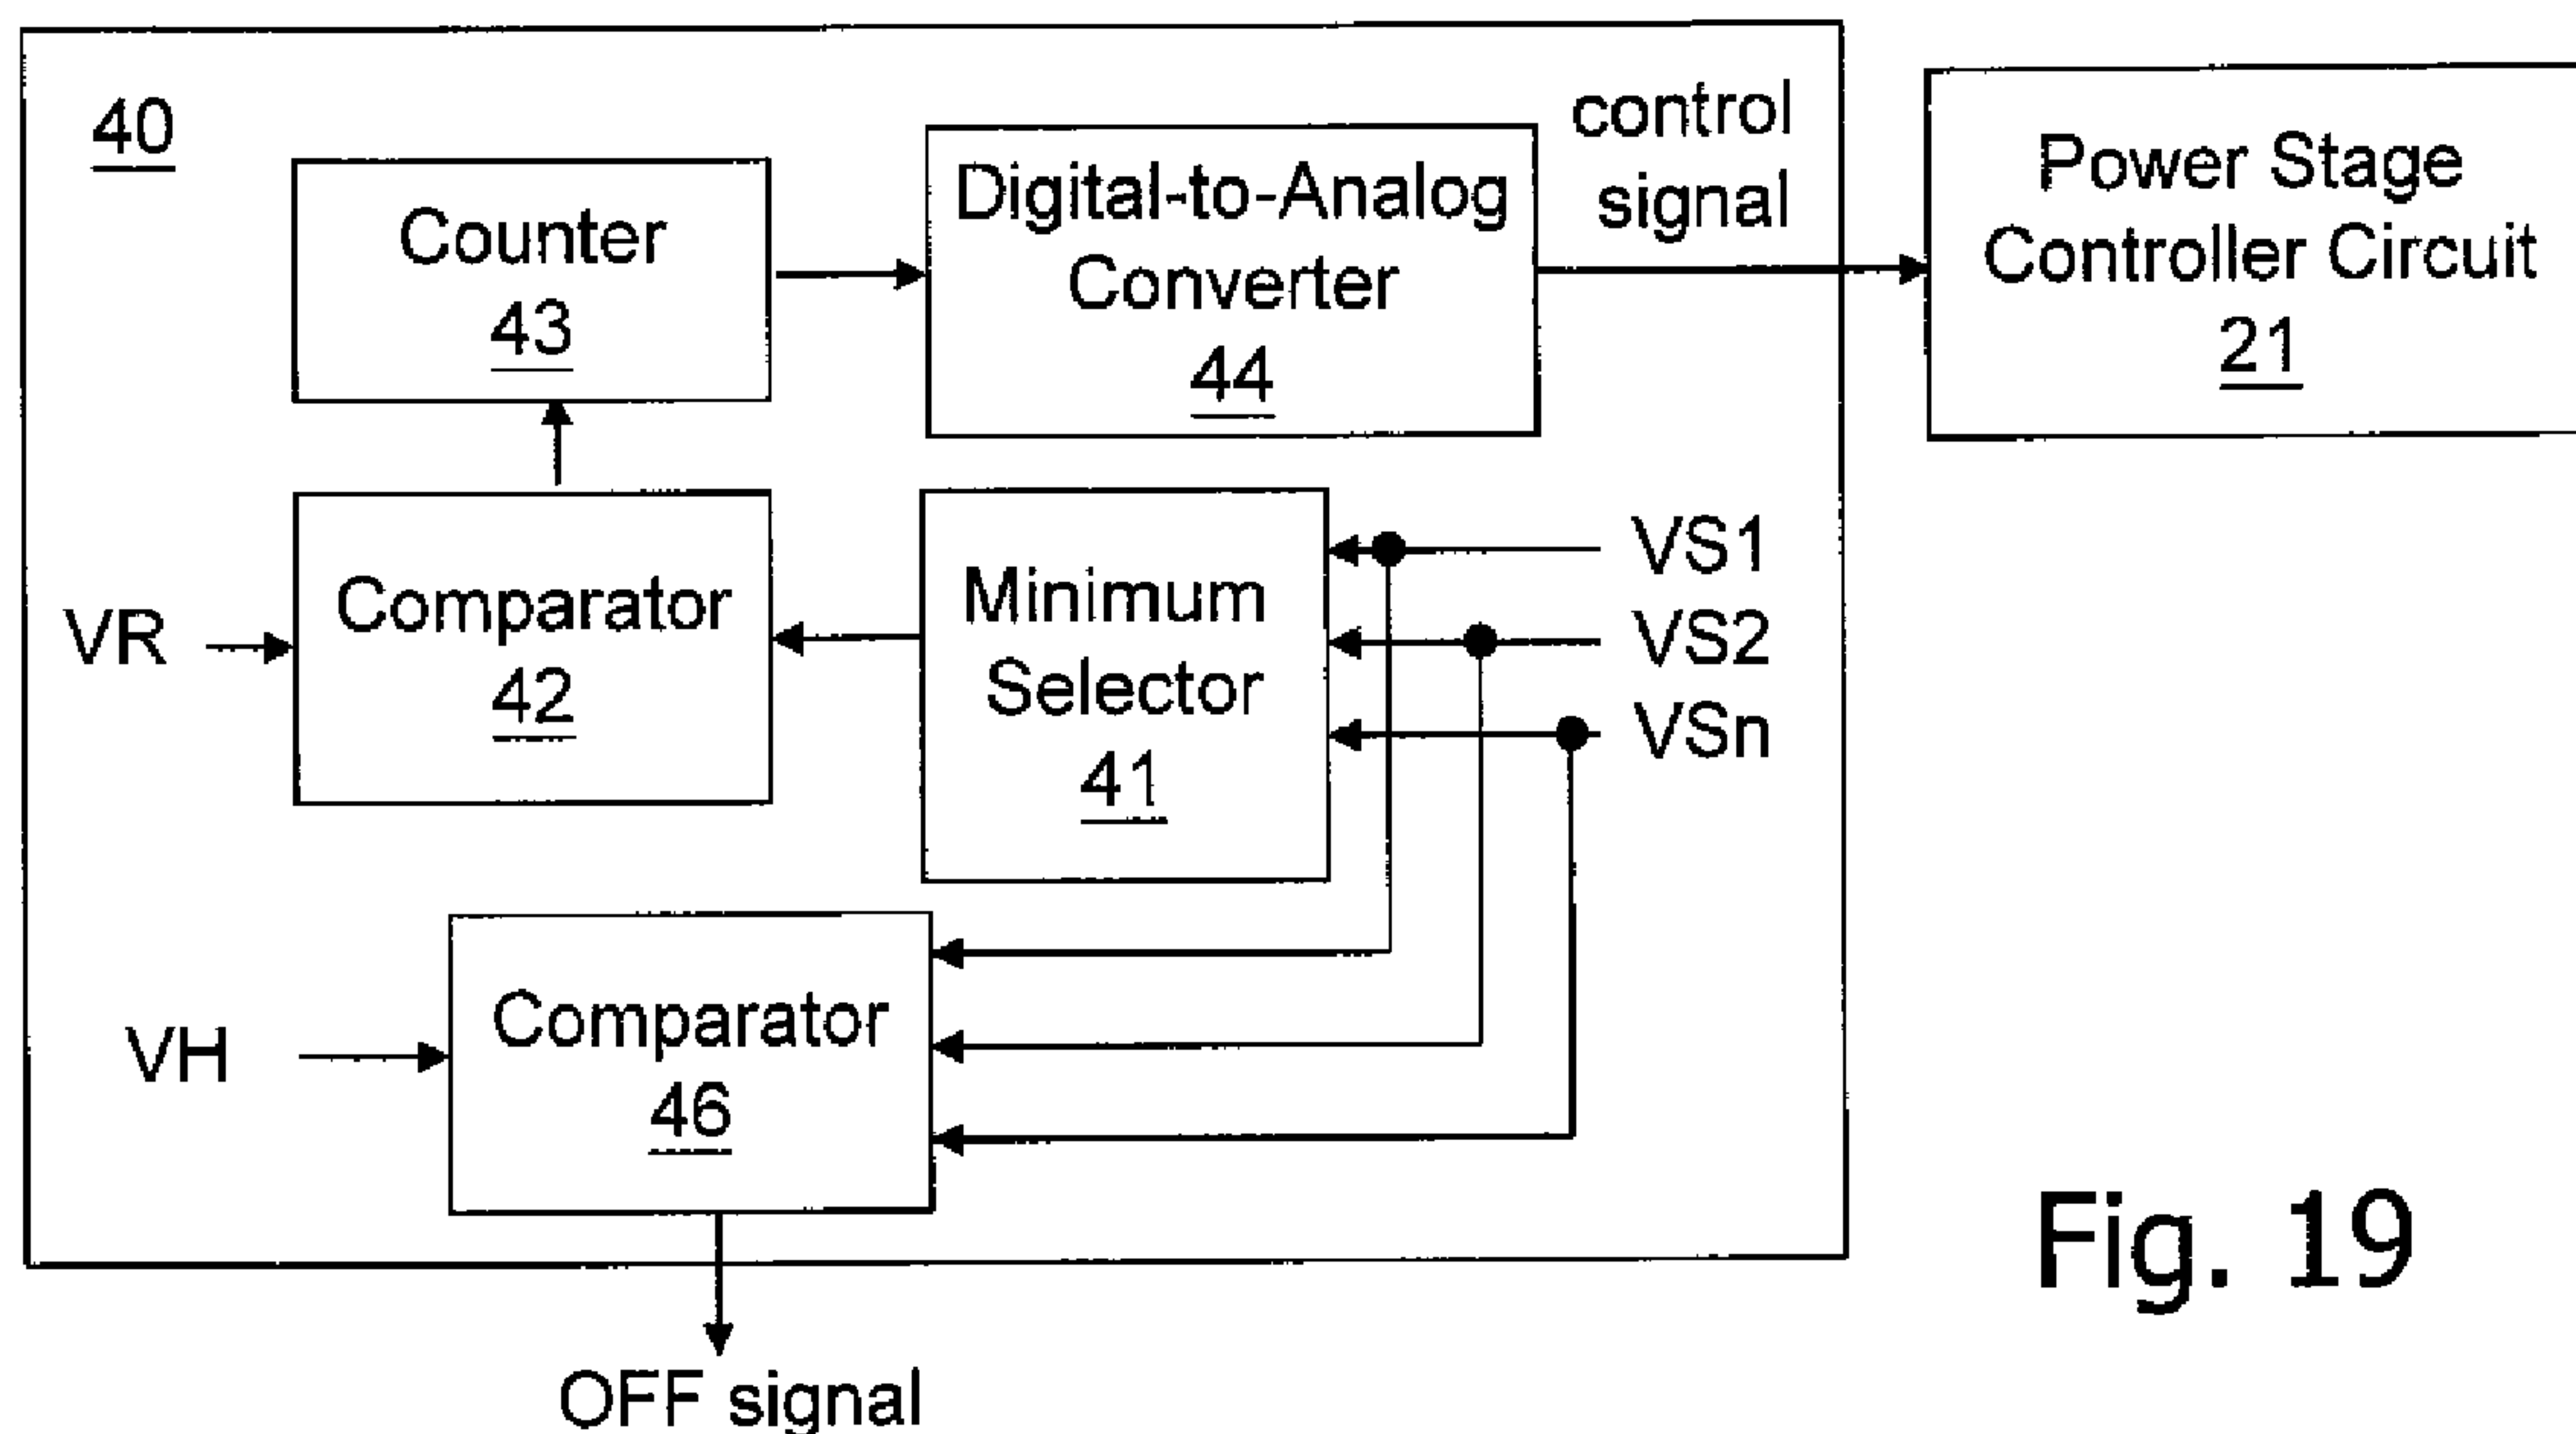 40
Counter
43
Digital-to-Analog
Converter
44
control
signal
Power Stage
Controller Circuit
21
VR
Comparator
42
Minimum
Selector
41
VS1
VS2
VSn
VH
Comparator
46
OFF signal
Fig. 19